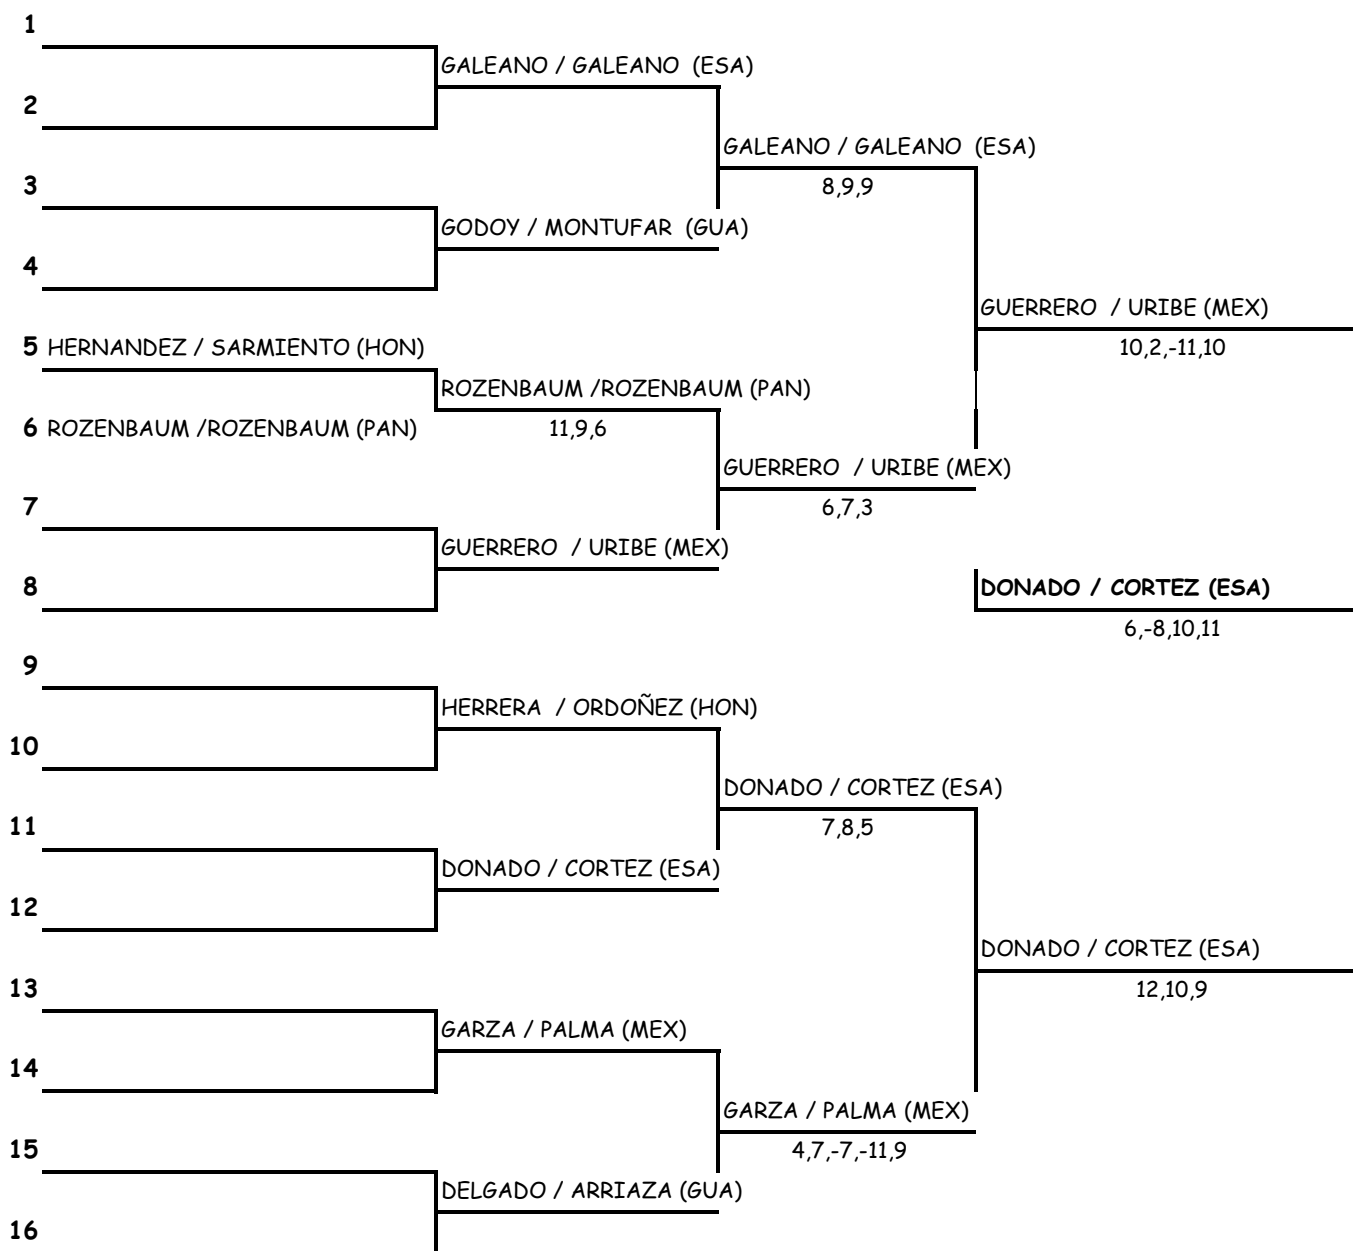 1
GALEANO / GALEANO (ESA)
2
GALEANO / GALEANO (ESA)
3
8,9,9
GODOY / MONTUFAR (GUA)
4
GUERRERO / URIBE (MEX)
5 HERNANDEZ / SARMIENTO (HON)
10,2,-11,10
ROZENBAUM /ROZENBAUM (PAN)
6 ROZENBAUM /ROZENBAUM (PAN)
11,9,6
GUERRERO / URIBE (MEX)
7
6,7,3
GUERRERO / URIBE (MEX)
8
DONADO / CORTEZ (ESA)
6,-8,10,11
9
HERRERA / ORDOÑEZ (HON)
10
DONADO / CORTEZ (ESA)
11
7,8,5
DONADO / CORTEZ (ESA)
12
DONADO / CORTEZ (ESA)
13
12,10,9
GARZA / PALMA (MEX)
14
GARZA / PALMA (MEX)
15
4,7,-7,-11,9
DELGADO / ARRIAZA (GUA)
16